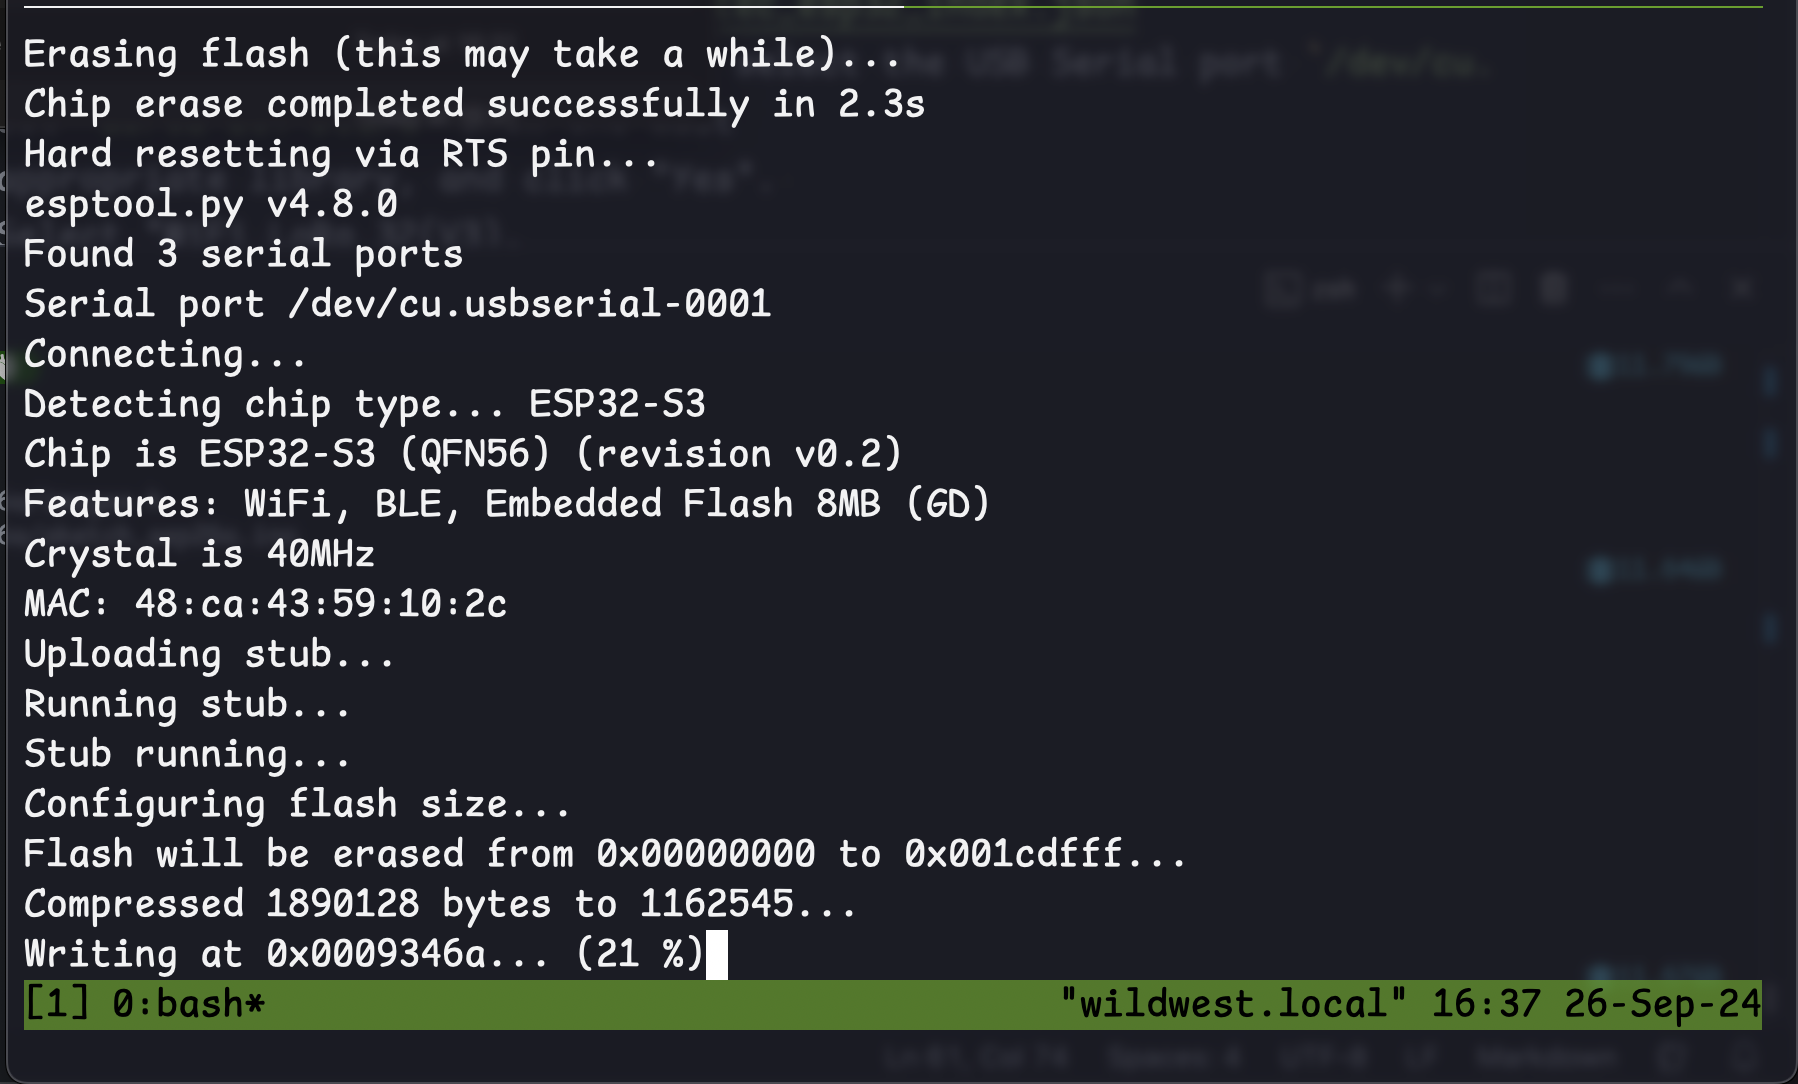 Erasing flash (this may take a while)...
Chip erase completed successfully in 2.3s
Hard resetting via RTS pin...
esptool.py v4.8.0
Found 3 serial ports
Serial port /dev/cu.usbserial-0001
Connecting...
Detecting chip type... ESP32-S3
Chip is ESP32-S3 (QFN56) (revision v0.2)
Features: WiFi, BLE, Embedded Flash 8MB (GD)
Crystal is 40MHz
MAC: 48:ca:43:59:10:2c
Uploading stub...
Running stub...
Stub running...
Configuring flash size...
Flash will be erased from 0x00000000 to 0x001cdfff...
Compressed 1890128 bytes to 1162545...
Writing at 0x0009346a... (21 %)
[1] 0:bash* "wildwest.local" 16:37 26-Sep-24